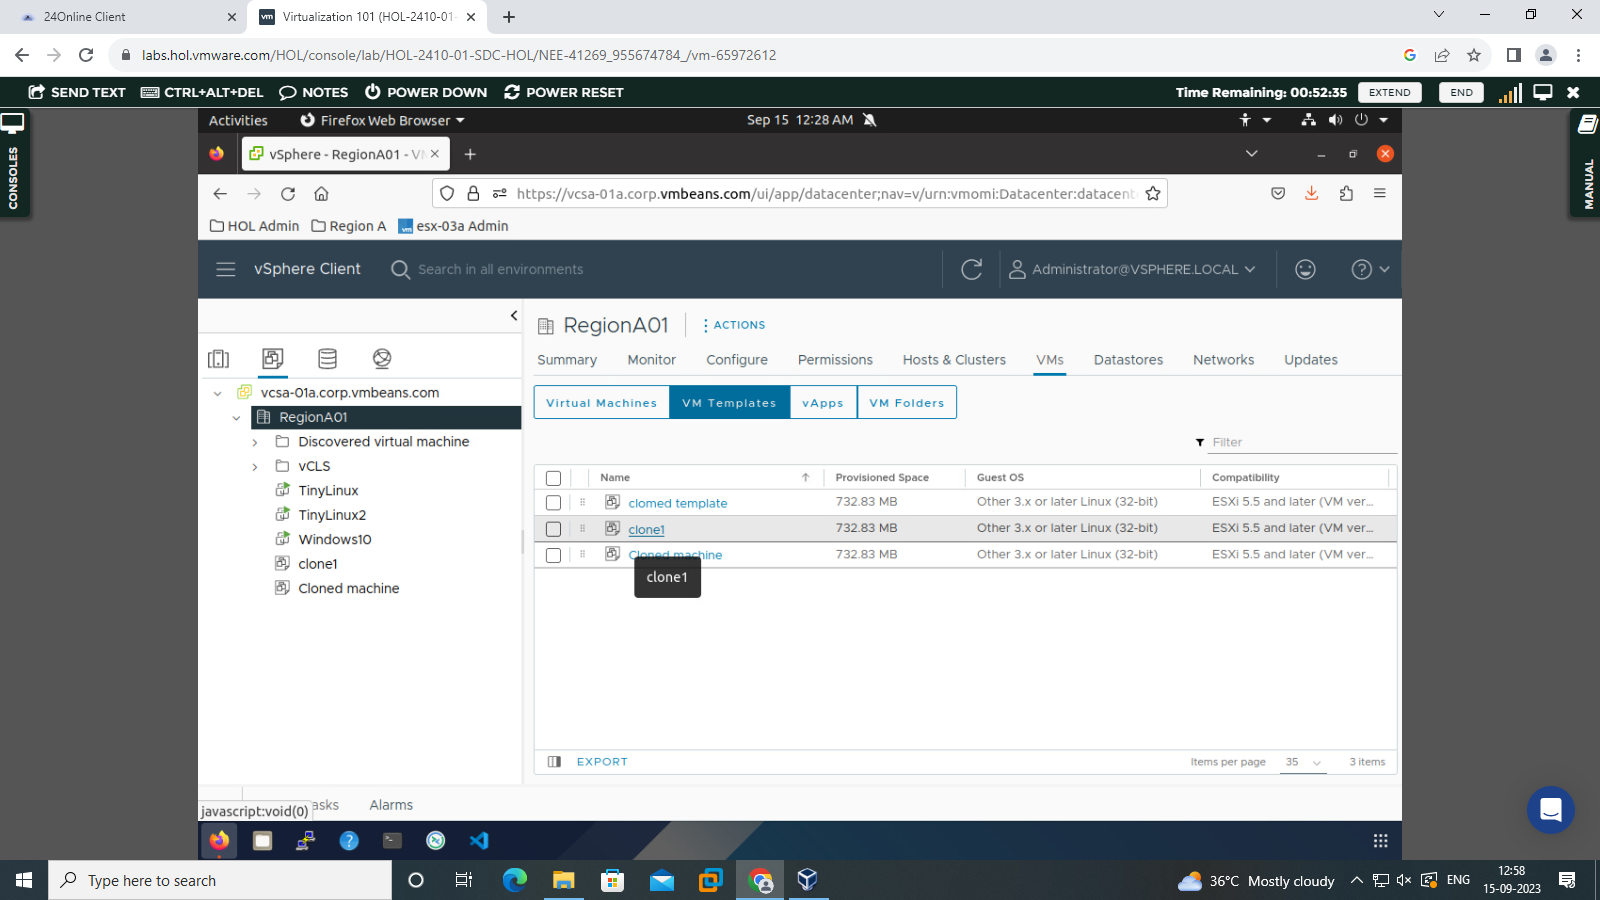 24Online Client
Virtualization 101 (HOL-2410-01-
labs.hol.vmware.com/HOL/console/lab/HOL-2410-01-SDC-HOL/NEE-41269_955674784_/vm-65972612
SEND TEXT CTRL+ALT+DEL NOTES POWER DOWN POWER RESET Time Remaining: 00:52:35 EXTEND END
CONSOLES
MANUAL
Activities Firefox Web Browser Sep 15 12:28 AM
vSphere - RegionA01 - VM
https://vcsa-01a.corp.vmbeans.com/ui/app/datacenter;nav=v/urn:vmomi:Datacenter:datacent
HOL Admin Region A vm esx-03a Admin
vSphere Client Search in all environments Administrator@VSPHERE.LOCAL
RegionA01 ACTIONS
Summary Monitor Configure Permissions Hosts & Clusters VMs Datastores Networks Updates
vcsa-01a.corp.vmbeans.com
RegionA01
Discovered virtual machine
vCLS
TinyLinux
TinyLinux2
Windows10
clone1
Cloned machine
Virtual Machines VM Templates vApps VM Folders
Filter
Name Provisioned Space Guest OS Compatibility
clomed template 732.83 MB Other 3.x or later Linux (32-bit) ESXi 5.5 and later (VM ver...
clone1 732.83 MB Other 3.x or later Linux (32-bit) ESXi 5.5 and later (VM ver...
Cloned machine 732.83 MB Other 3.x or later Linux (32-bit) ESXi 5.5 and later (VM ver...
clone1
EXPORT Items per page 35 3 items
javascript:void(0) asks Alarms
Type here to search
36°C Mostly cloudy ENG 12:58
15-09-2023